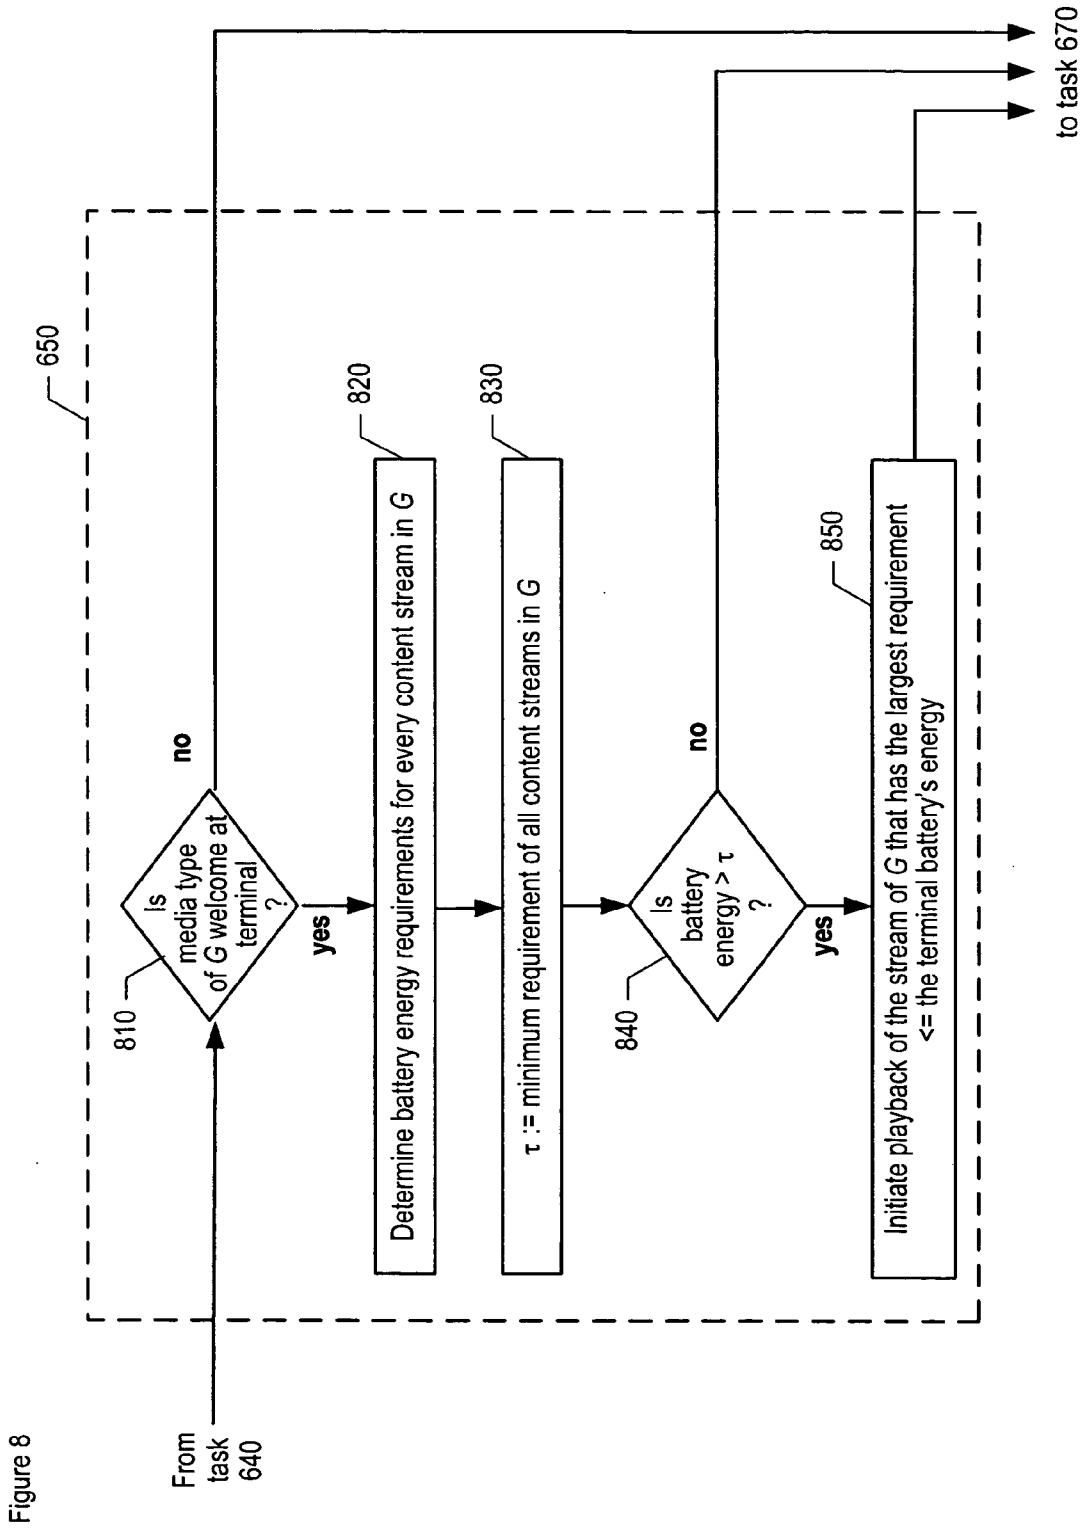 Figure 8
650
From
task
640
810
Is
media type
of G welcome at
terminal
?
no
yes
820
Determine battery energy requirements for every content stream in G
830
τ := minimum requirement of all content streams in G
840
Is
battery
energy > τ
?
no
yes
850
Initiate playback of the stream of G that has the largest requirement
<= the terminal battery's energy
to task 670